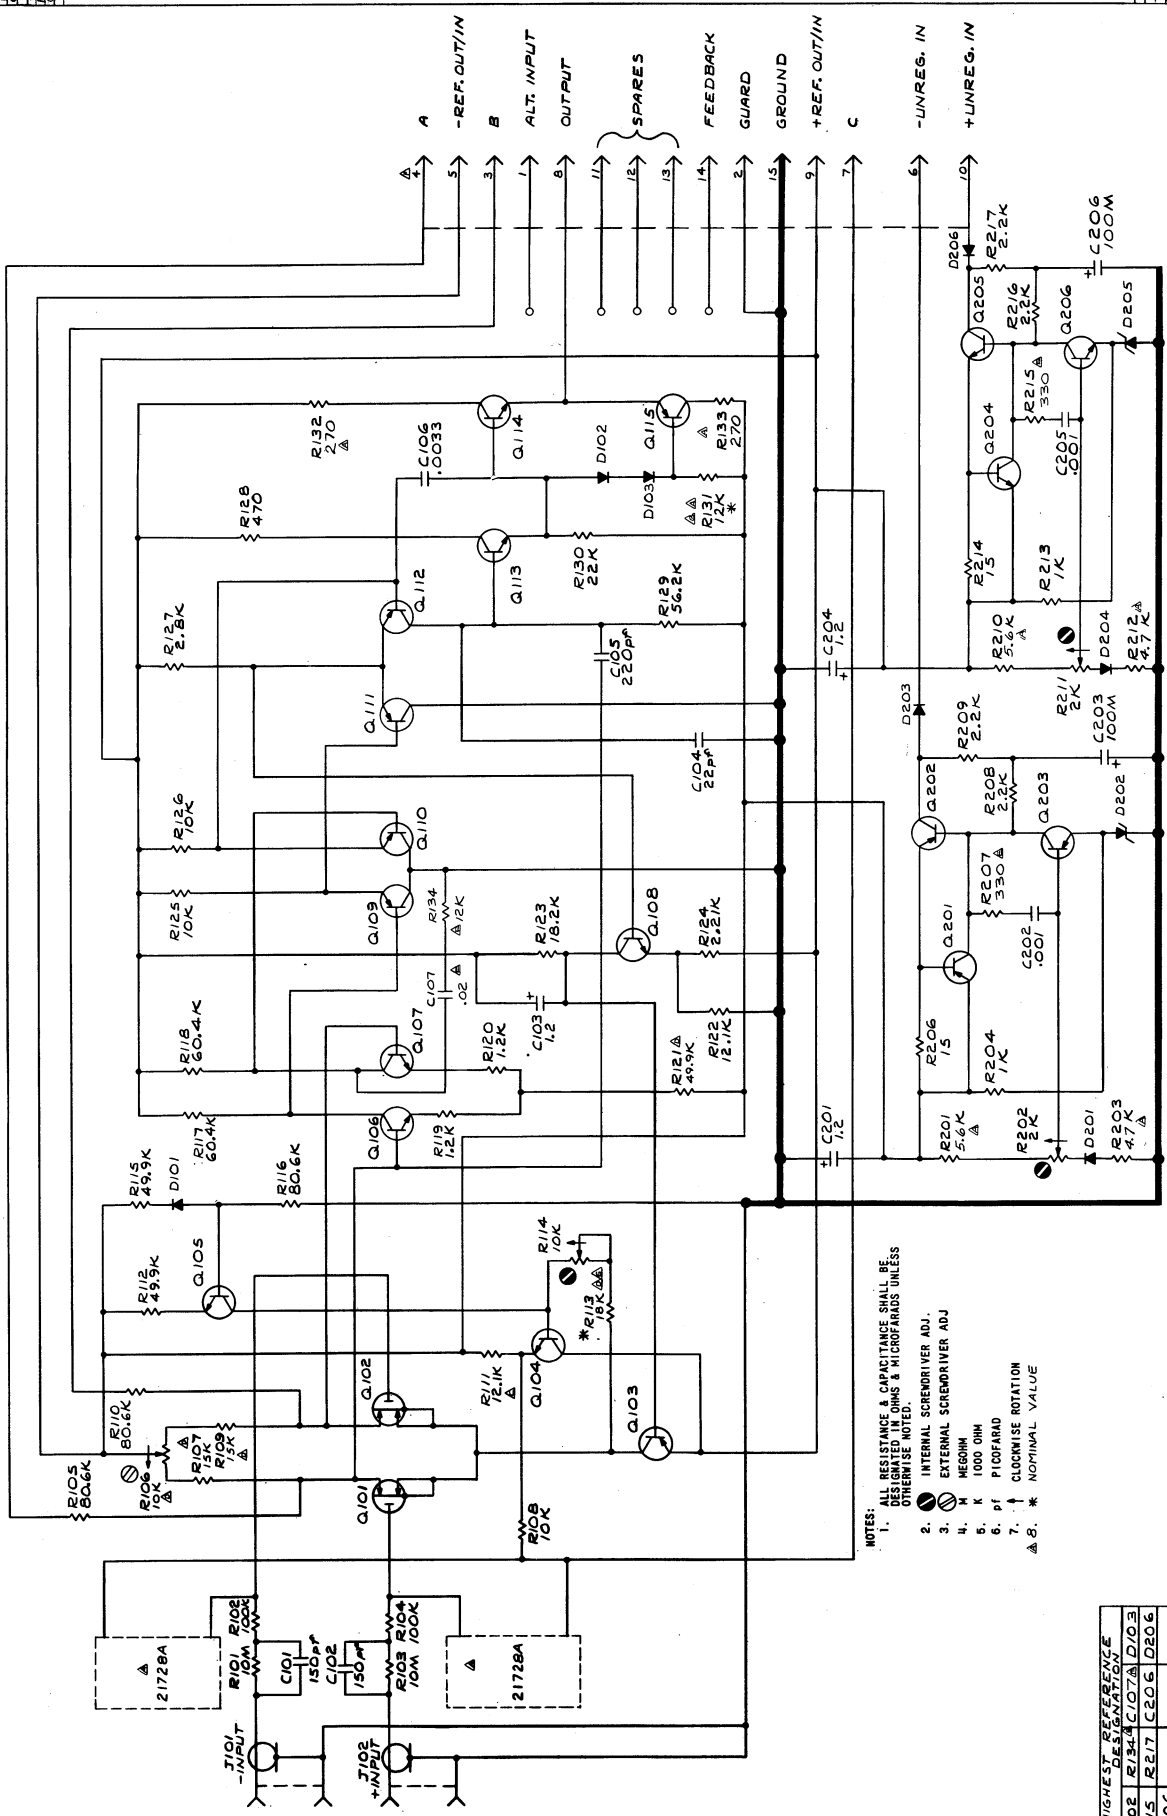 A
4
-REF. OUT/IN
5
B
3
ALT. INPUT
1
OUTPUT
8
SPARES
11
12
13
FEEDBACK
14
GUARD
2
GROUND
15
+REF. OUT/IN
9
C
7
-UNREG. IN
6
+UNREG. IN
10
R132
270
R128
470
C106
.0033
Q114
D102
Q115
D103
R133
270
R131
12K
*
R127
2.8K
Q112
Q113
R130
22K
R129
56.2K
Q111
C105
220pf
C104
22pf
R126
10K
Q110
R125
10K
Q109
R134
12K
C107
.02
R123
18.2K
Q108
R124
2.21K
R118
60.4K
Q107
R120
1.2K
C103
1.2
+
R122
12.1K
R121
49.9K
R117
60.4K
Q106
R119
1.2K
R115
49.9K
D101
R116
80.6K
R112
49.9K
Q105
R114
10K
*R113
18K
R111
12.1K
Q104
Q103
Q102
Q101
R110
80.6K
R105
80.6K
R106
10K
R107
15K
R109
15K
R108
10K
21728A
R102
100K
R101
10M
C101
150pf
C102
150pf
R104
100K
R103
10M
21728A
J101
-INPUT
J102
+INPUT
D206
R217
2.2K
C206
100M
+
Q205
R216
2.2K
Q206
D205
R215
330
C205
.001
Q204
R214
15
R213
1K
R210
5.6K
R211
2K
D204
R212
4.7K
C204
1.2
+
D203
R209
2.2K
C203
100M
+
Q202
R208
2.2K
Q203
D202
R207
330
C202
.001
Q201
R206
15
R204
1K
R201
5.6K
R202
2K
D201
R203
4.7K
C201
1.2
+
NOTES:
1. ALL RESISTANCE & CAPACITANCE SHALL BE
DESIGNATED IN OHMS & MICROFARADS UNLESS
OTHERWISE NOTED.
2. INTERNAL SCREWDRIVER ADJ.
3. EXTERNAL SCREWDRIVER ADJ
4. M MEGOHM
5. K 1000 OHM
6. pf PICOFARAD
7. CLOCKWISE ROTATION
8. * NOMINAL VALUE
HIGHEST REFERENCE
DESIGNATION
02 R134 C107 D103
15 R217 C206 D206